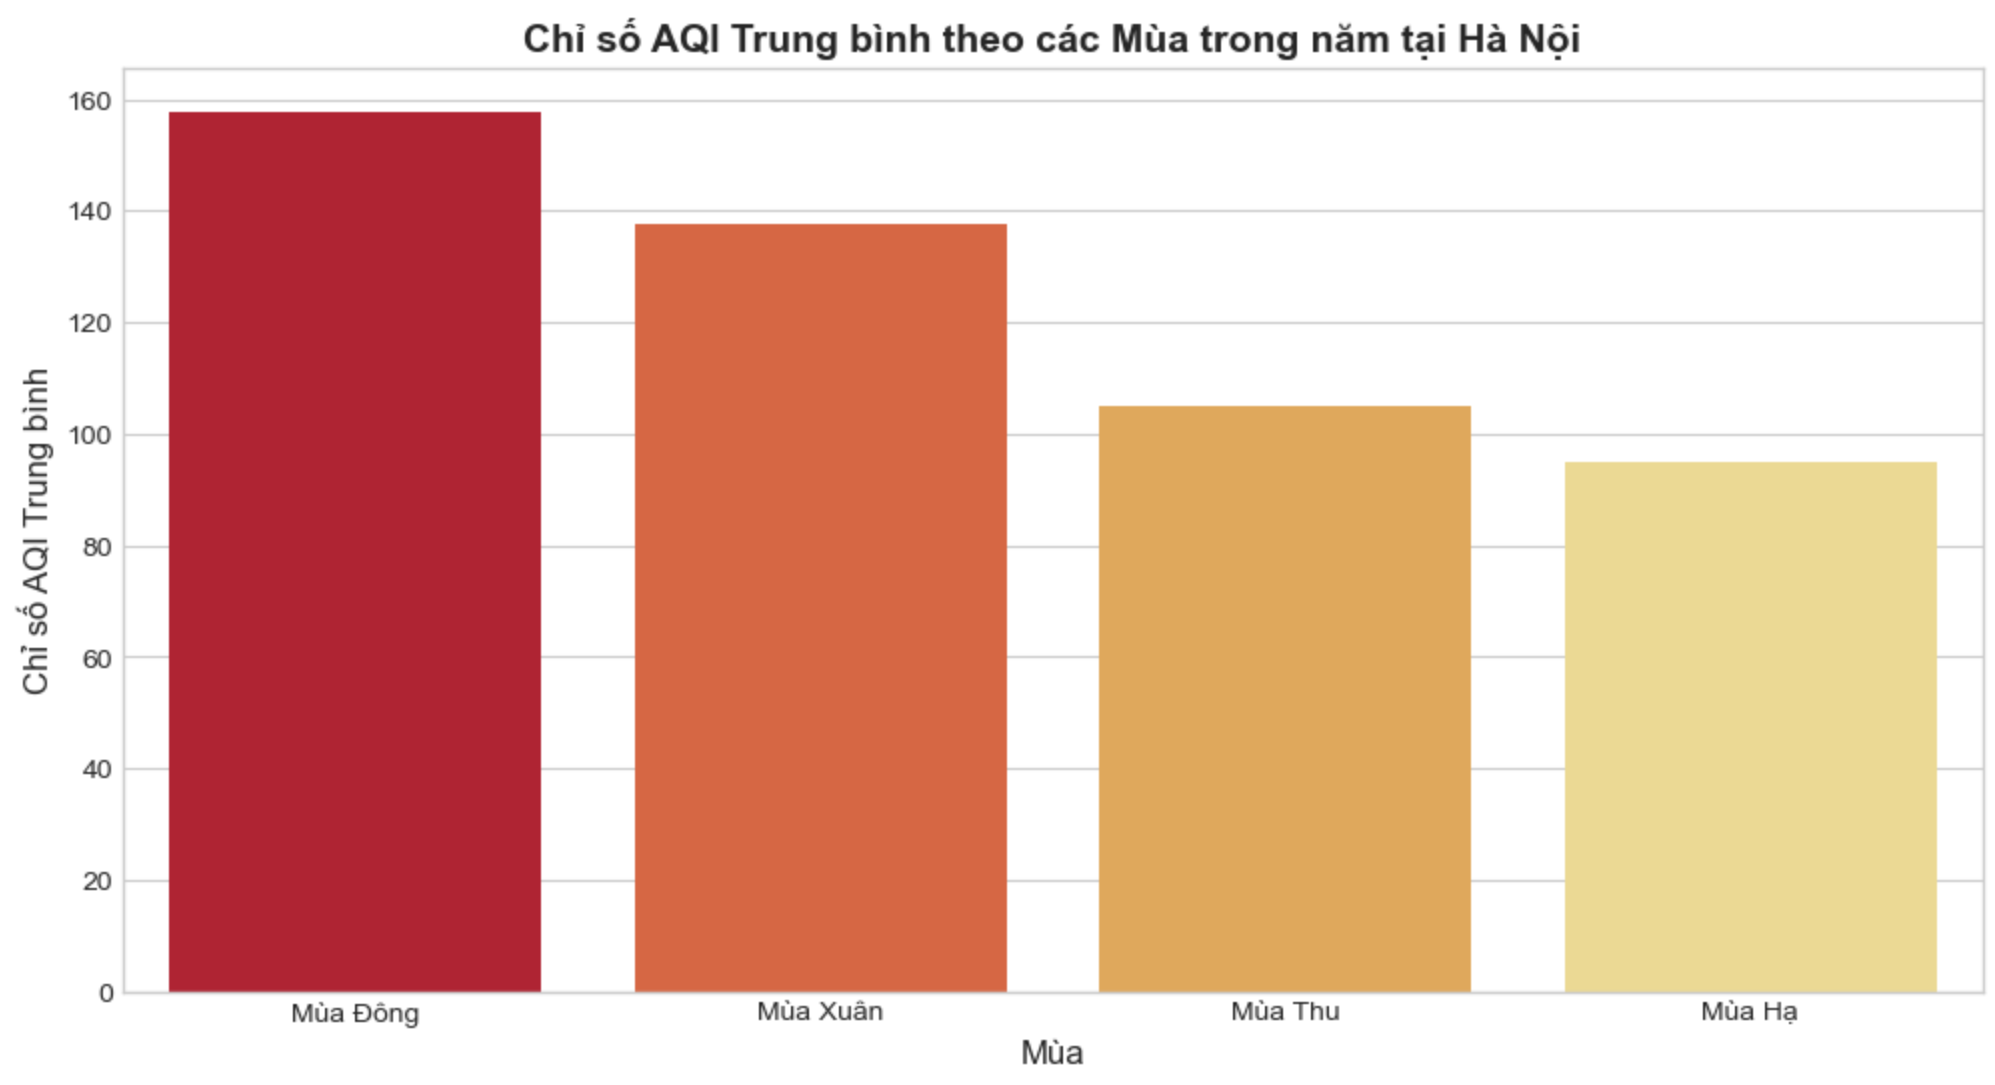 Chỉ số AQI Trung bình theo các Mùa trong năm tại Hà Nội
Chỉ số AQI Trung bình
160
140
120
100
80
60
40
20
0
Mùa Đông
Mùa Xuân
Mùa Thu
Mùa Hạ
Mùa